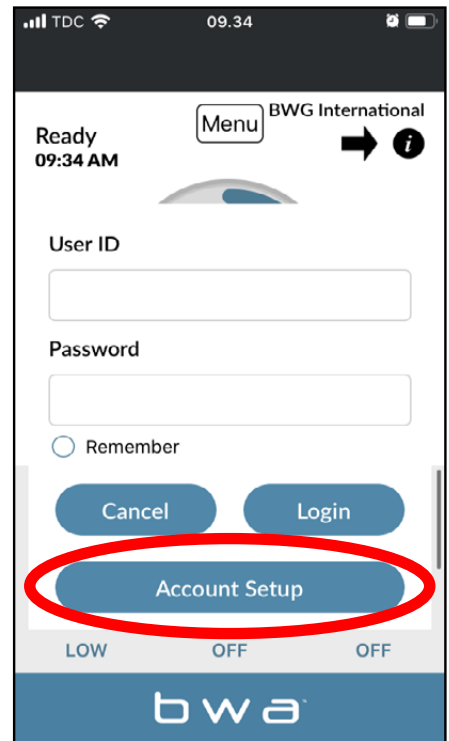 TDC 09.34
BWG International
Menu
Ready
09:34 AM
i
User ID
Password
Remember
Cancel Login
Account Setup
LOW OFF OFF
bwa